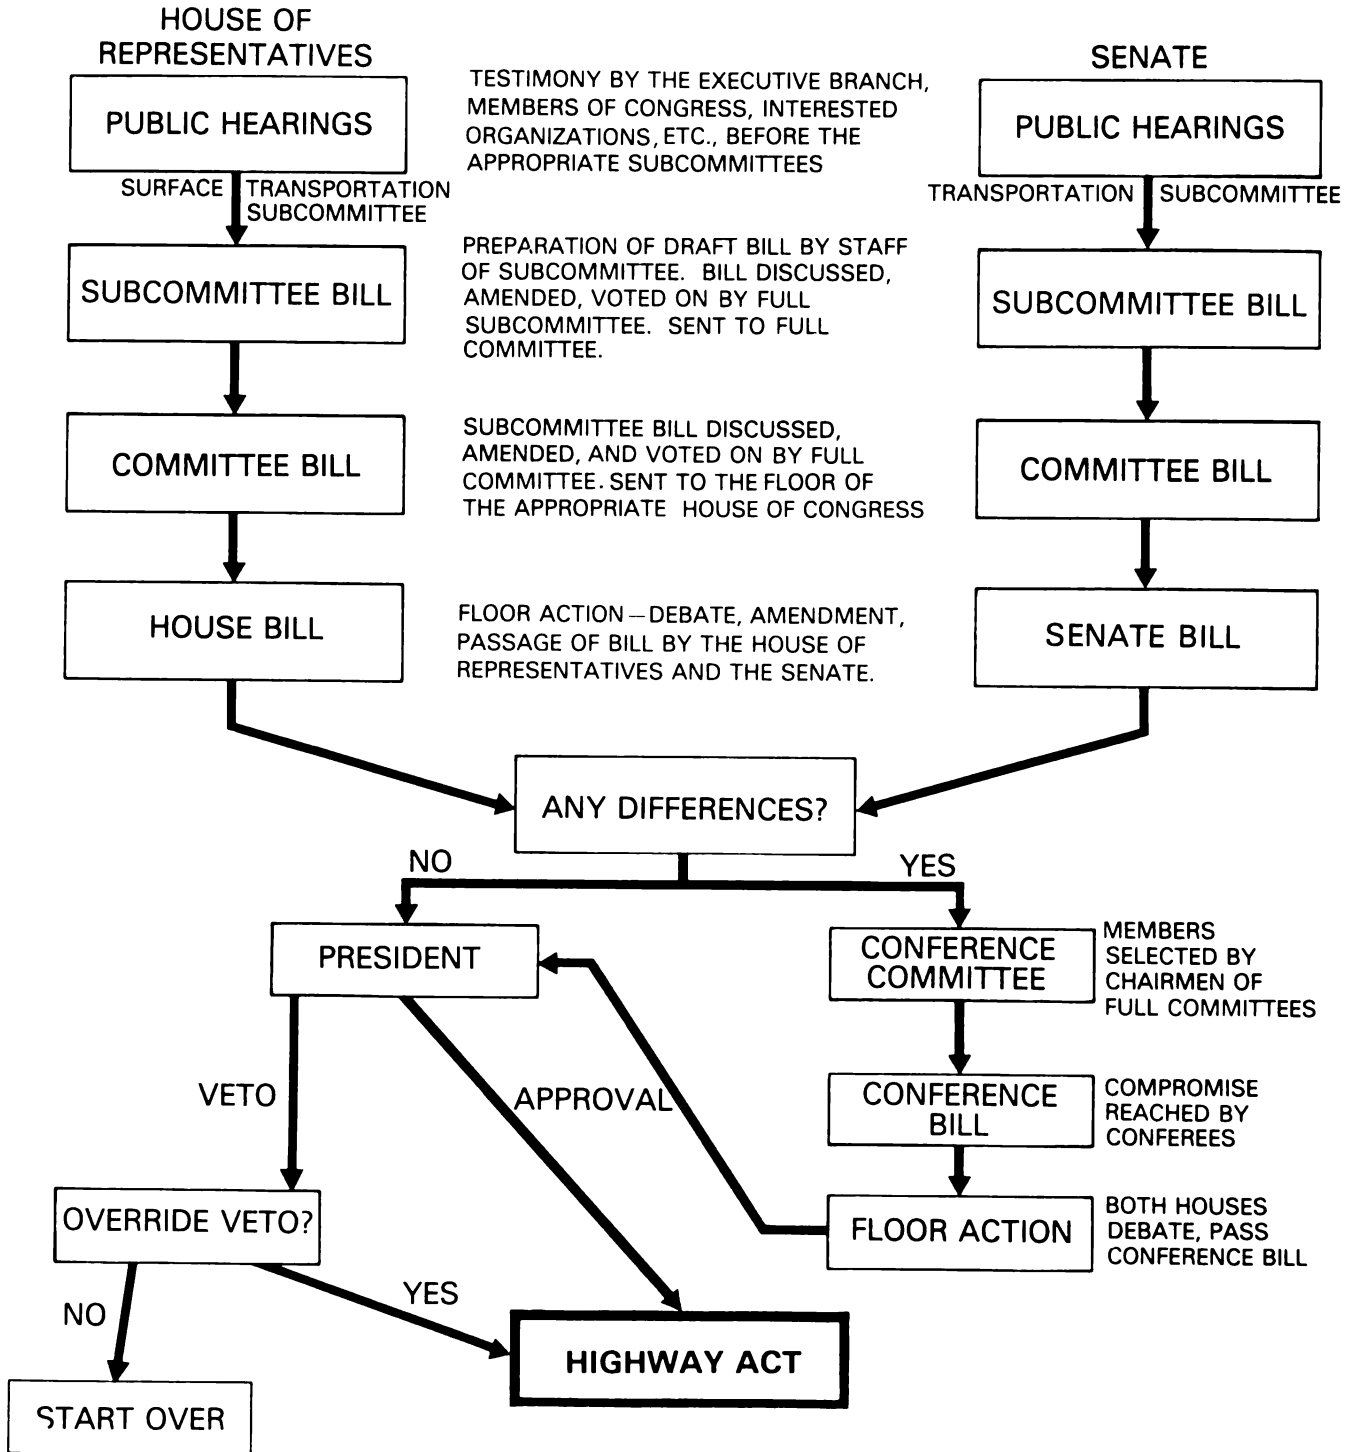 HOUSE OF
REPRESENTATIVES
SENATE
PUBLIC HEARINGS
TESTIMONY BY THE EXECUTIVE BRANCH,
MEMBERS OF CONGRESS, INTERESTED
ORGANIZATIONS, ETC., BEFORE THE
APPROPRIATE SUBCOMMITTEES
PUBLIC HEARINGS
SURFACE TRANSPORTATION
SUBCOMMITTEE
TRANSPORTATION SUBCOMMITTEE
SUBCOMMITTEE BILL
PREPARATION OF DRAFT BILL BY STAFF
OF SUBCOMMITTEE. BILL DISCUSSED,
AMENDED, VOTED ON BY FULL
SUBCOMMITTEE. SENT TO FULL
COMMITTEE.
SUBCOMMITTEE BILL
COMMITTEE BILL
SUBCOMMITTEE BILL DISCUSSED,
AMENDED, AND VOTED ON BY FULL
COMMITTEE. SENT TO THE FLOOR OF
THE APPROPRIATE HOUSE OF CONGRESS
COMMITTEE BILL
HOUSE BILL
FLOOR ACTION—DEBATE, AMENDMENT,
PASSAGE OF BILL BY THE HOUSE OF
REPRESENTATIVES AND THE SENATE.
SENATE BILL
ANY DIFFERENCES?
NO
YES
PRESIDENT
CONFERENCE
COMMITTEE
MEMBERS
SELECTED BY
CHAIRMEN OF
FULL COMMITTEES
VETO
APPROVAL
CONFERENCE
BILL
COMPROMISE
REACHED BY
CONFEREES
OVERRIDE VETO?
FLOOR ACTION
BOTH HOUSES
DEBATE, PASS
CONFERENCE BILL
NO
YES
HIGHWAY ACT
START OVER